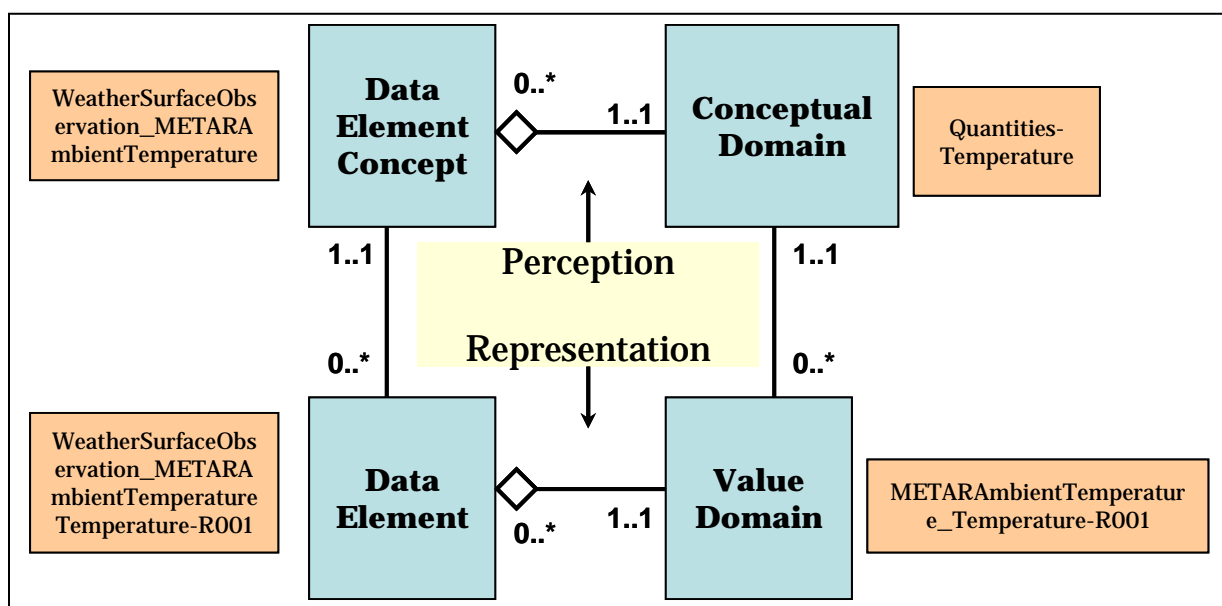 WeatherSurfaceObs
ervation_METARA
mbientTemperature
Data
Element
Concept
0..*
1..1
Conceptual
Domain
Quantities-
Temperature
1..1
Perception
1..1
Representation
0..*
0..*
WeatherSurfaceObs
ervation_METARA
mbientTemperature
Temperature-R001
Data
Element
0..*
1..1
Value
Domain
METARAmbientTemperatur
e_Temperature-R001